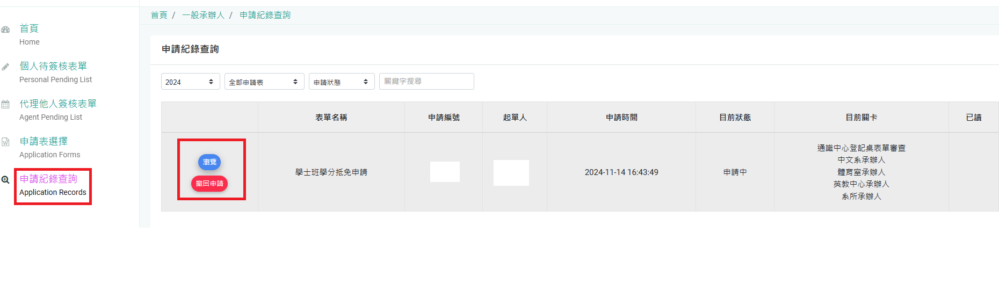 首頁 / 一般承辦人 / 申請紀錄查詢
首頁
Home
個人待簽核表單
Personal Pending List
代理他人簽核表單
Agent Pending List
申請表選擇
Application Forms
申請紀錄查詢
Application Records
申請紀錄查詢
2024 全部申請表 申請狀態 關鍵字搜尋
表單名稱 申請編號 起單人 申請時間 目前狀態 目前關卡 已讀
瀏覽
撤回申請
學士班學分抵免申請
2024-11-14 16:43:49
申請中
通識中心登記桌表單審查
中文系承辦人
體育室承辦人
英教中心承辦人
系所承辦人